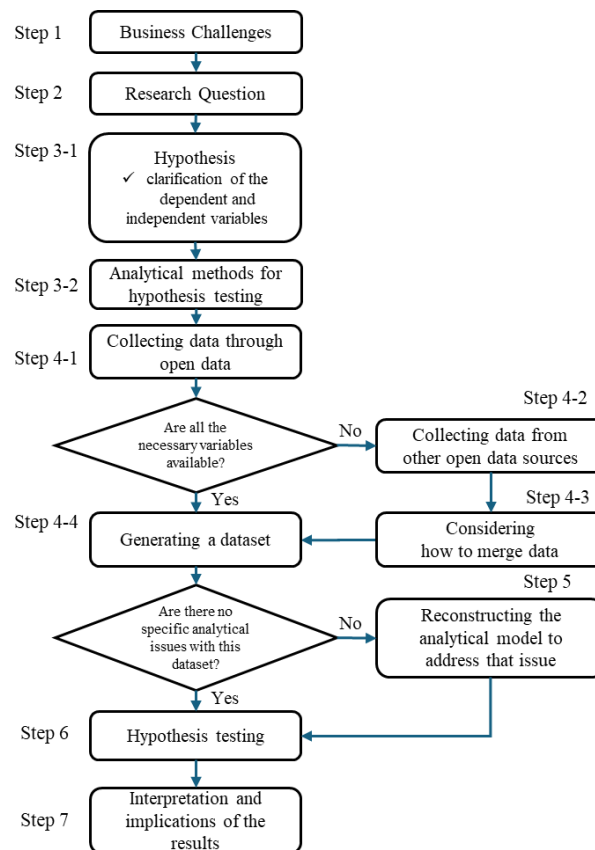 Step 1
Business Challenges
Step 2
Research Question
Step 3-1
Hypothesis
✓ clarification of the
dependent and
independent variables
Step 3-2
Analytical methods for
hypothesis testing
Step 4-1
Collecting data through
open data
Are all the
necessary variables
available?
No
Yes
Step 4-2
Collecting data from
other open data sources
Step 4-3
Considering
how to merge data
Step 4-4
Generating a dataset
Are there no
specific analytical
issues with this
dataset?
No
Yes
Step 5
Reconstructing the
analytical model to
address that issue
Step 6
Hypothesis testing
Step 7
Interpretation and
implications of the
results